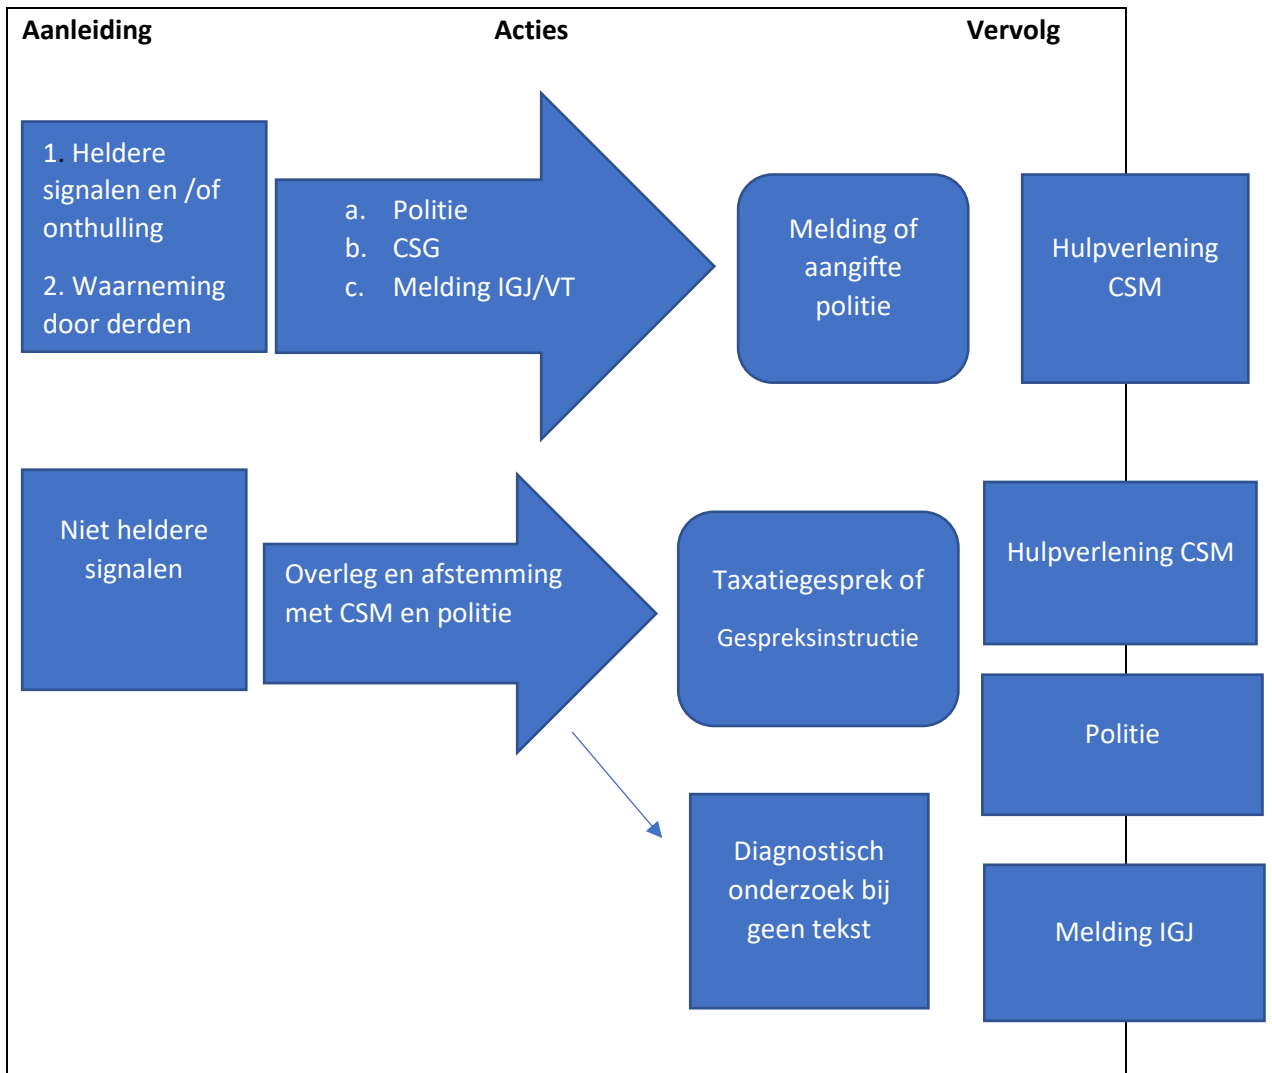 Aanleiding Acties Vervolg
1. Heldere
signalen en /of
onthulling
2. Waarneming
door derden
a. Politie
b. CSG
c. Melding IGJ/VT
Melding of
aangifte
politie
Hulpverlening
CSM
Niet heldere
signalen
Overleg en afstemming
met CSM en politie
Taxatiegesprek of
Gespreksinstructie
Hulpverlening CSM
Politie
Diagnostisch
onderzoek bij
geen tekst
Melding IGJ